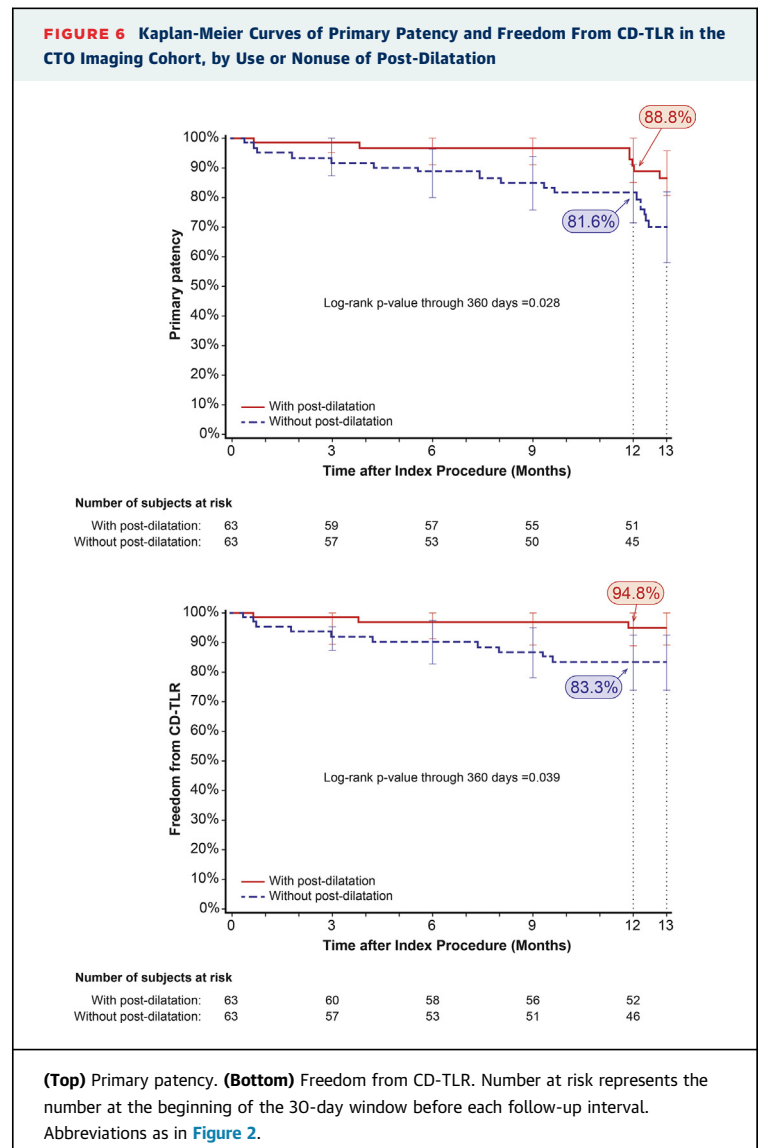 FIGURE 6 Kaplan-Meier Curves of Primary Patency and Freedom From CD-TLR in the
CTO Imaging Cohort, by Use or Nonuse of Post-Dilatation
88.8%
100%
90%
80%
81.6%
70%
60%
50%
Log-rank p-value through 360 days =0.028
40%
30%
20%
10%
0%
Primary patency
With post-dilatation
Without post-dilatation
0 3 6 9 12 13
Time after Index Procedure (Months)
Number of subjects at risk
With post-dilatation: 63 59 57 55 51
Without post-dilatation: 63 57 53 50 45
94.8%
100%
90%
80%
83.3%
70%
60%
50%
Log-rank p-value through 360 days =0.039
40%
30%
20%
10%
0%
Freedom from CD-TLR
With post-dilatation
Without post-dilatation
0 3 6 9 12 13
Time after Index Procedure (Months)
Number of subjects at risk
With post-dilatation: 63 60 58 56 52
Without post-dilatation: 63 57 53 51 46
(Top) Primary patency. (Bottom) Freedom from CD-TLR. Number at risk represents the
number at the beginning of the 30-day window before each follow-up interval.
Abbreviations as in Figure 2.